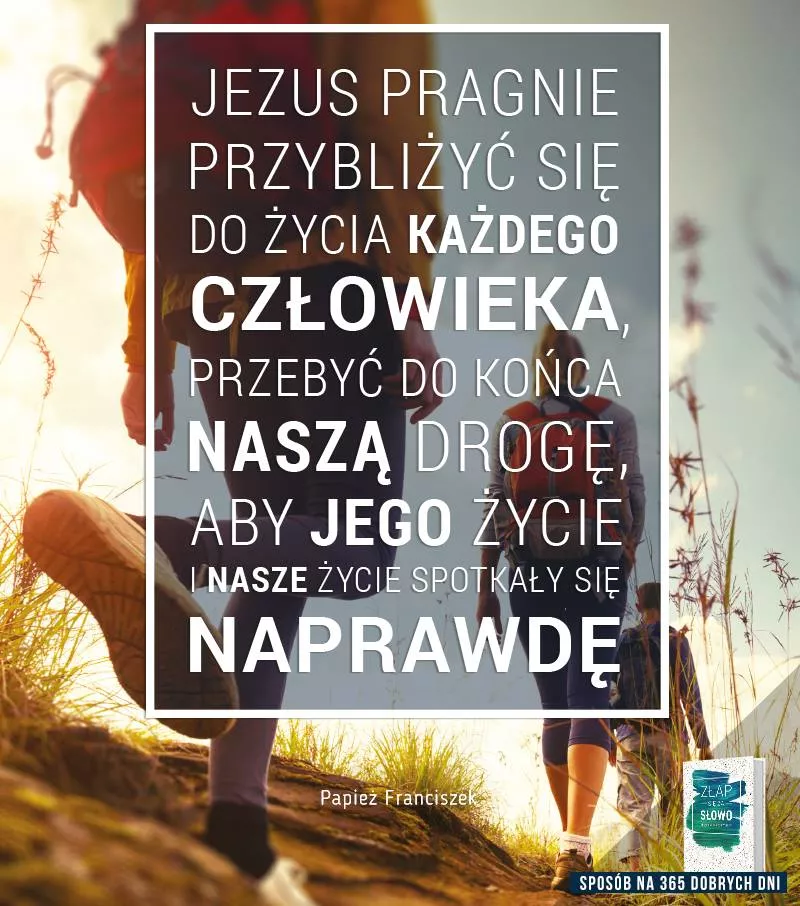 JEZUS PRAGNIE
PRZYBLIŻYĆ SIĘ
DO ŻYCIA KAŻDEGO
CZŁOWIEKA,
PRZEBYĆ DO KOŃCA
NASZĄ DROGĘ,
ABY JEGO ŻYCIE
I NASZE ŻYCIE SPOTKAŁY SIĘ
NAPRAWDĘ
Papież Franciszek
ZŁAP
SŁOWO
SPOSÓB NA 365 DOBRYCH DNI